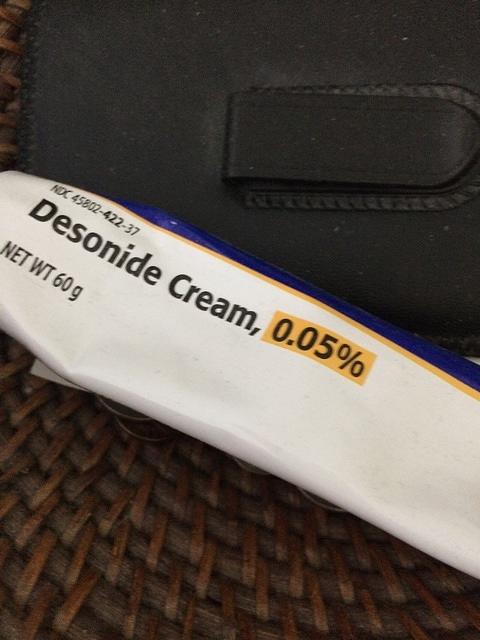 NDC 45802-422-37
Desonide Cream, 0.05%
NET WT 60 g